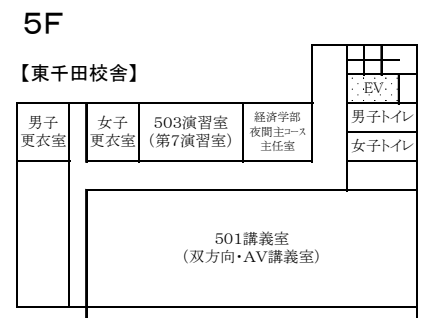 5F
【東千田校舎】
EV
男子
更衣室
女子
更衣室
503演習室
(第7演習室)
経済学部
夜間主コース
主任室
男子トイレ
女子トイレ
501講義室
(双方向・AV講義室)